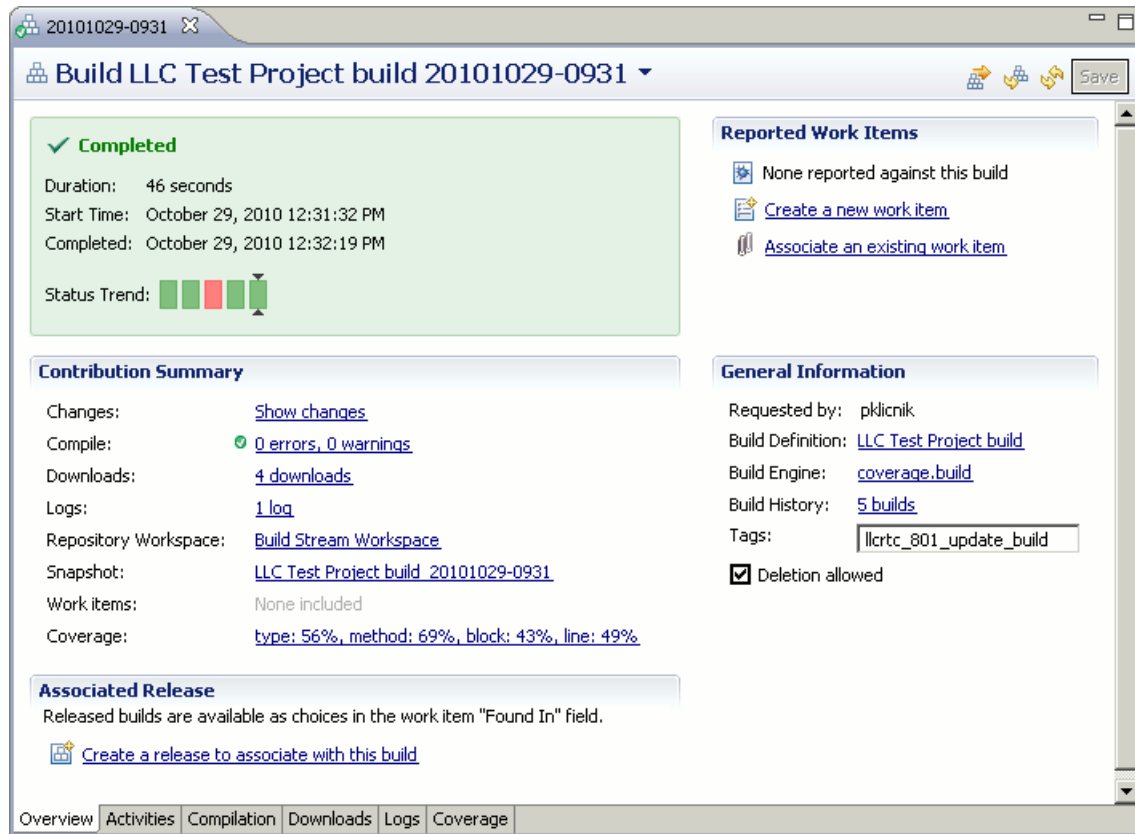 20101029-0931
Build LLC Test Project build 20101029-0931
Save
Completed
Duration: 46 seconds
Start Time: October 29, 2010 12:31:32 PM
Completed: October 29, 2010 12:32:19 PM
Status Trend:
Reported Work Items
None reported against this build
Create a new work item
Associate an existing work item
Contribution Summary
Changes: Show changes
Compile: 0 errors, 0 warnings
Downloads: 4 downloads
Logs: 1 log
Repository Workspace: Build Stream Workspace
Snapshot: LLC Test Project build 20101029-0931
Work items: None included
Coverage: type: 56%, method: 69%, block: 43%, line: 49%
General Information
Requested by: pklicnik
Build Definition: LLC Test Project build
Build Engine: coverage.build
Build History: 5 builds
Tags: llcrtc_801_update_build
Deletion allowed
Associated Release
Released builds are available as choices in the work item "Found In" field.
Create a release to associate with this build
Overview Activities Compilation Downloads Logs Coverage